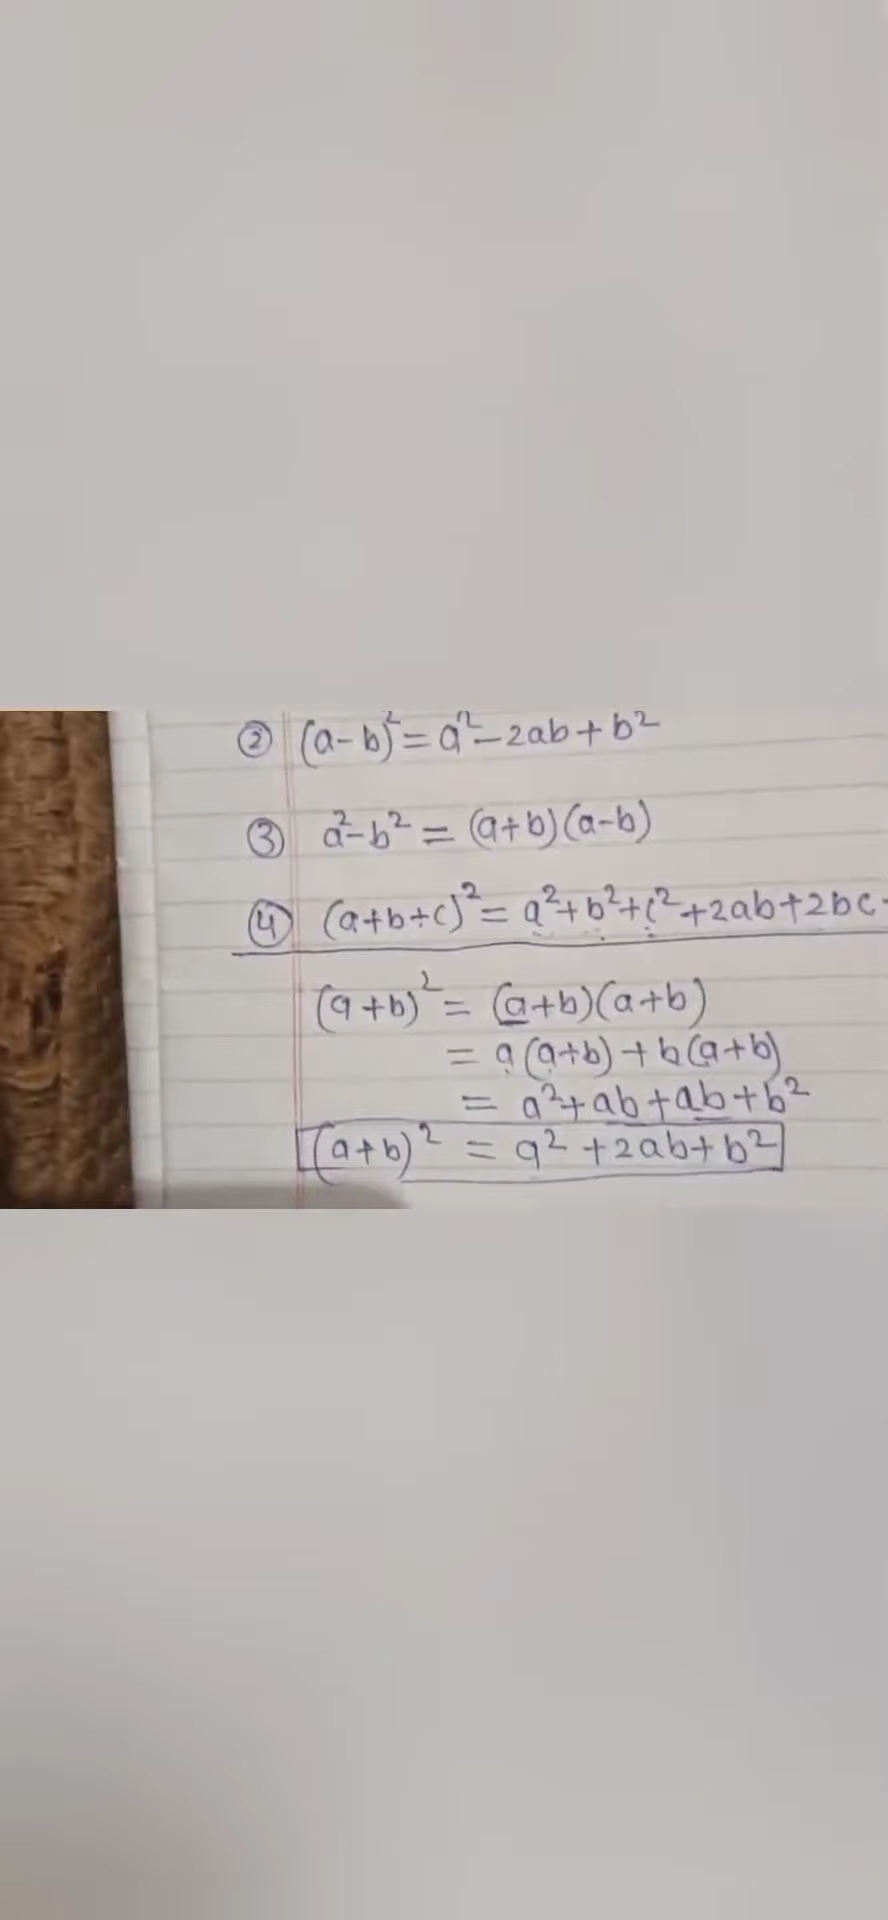 ② (a-b)² = a² - 2ab + b²
③ a² - b² = (a+b)(a-b)
④ (a+b+c)² = a² + b² + c² + 2ab + 2bc
(a+b)² = (a+b)(a+b)
= a(a+b) + b(a+b)
= a² + ab + ab + b²
(a+b)² = a² + 2ab + b²